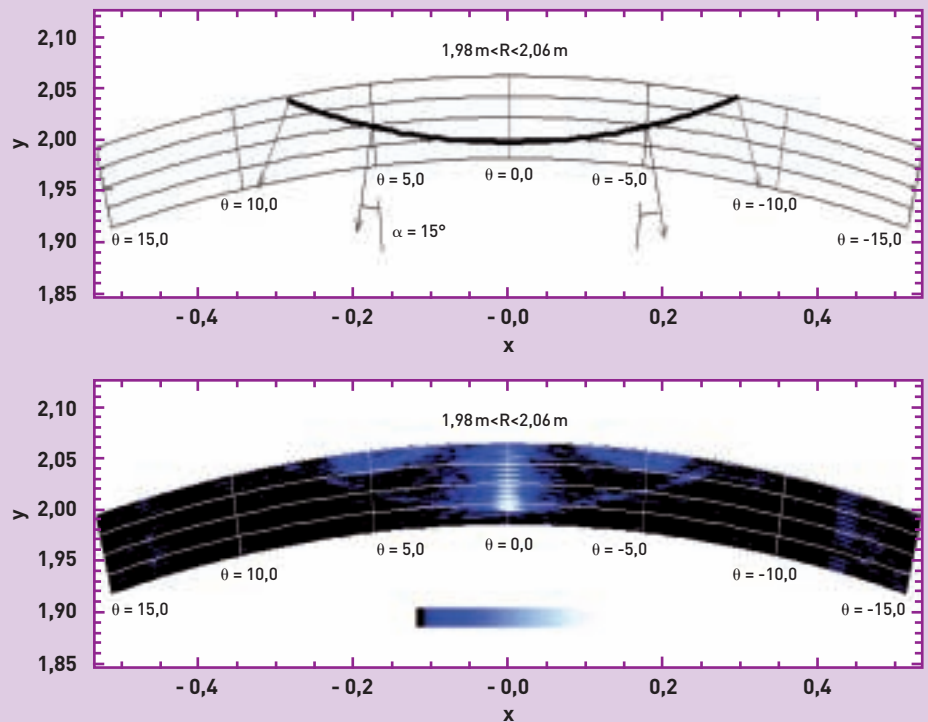 2,10
2,05
2,00
1,95
1,90
1,85
y
1,98 m<R<2,06 m
θ = 5,0
θ = 0,0
θ = -5,0
θ = 10,0
θ = -10,0
θ = 15,0
α = 15°
θ = -15,0
- 0,4
- 0,2
- 0,0
0,2
0,4
x
2,10
2,05
2,00
1,95
1,90
1,85
y
1,98 m<R<2,06 m
θ = 5,0
θ = 0,0
θ = -5,0
θ = 10,0
θ = -10,0
θ = 15,0
θ = -15,0
- 0,4
- 0,2
- 0,0
0,2
0,4
x